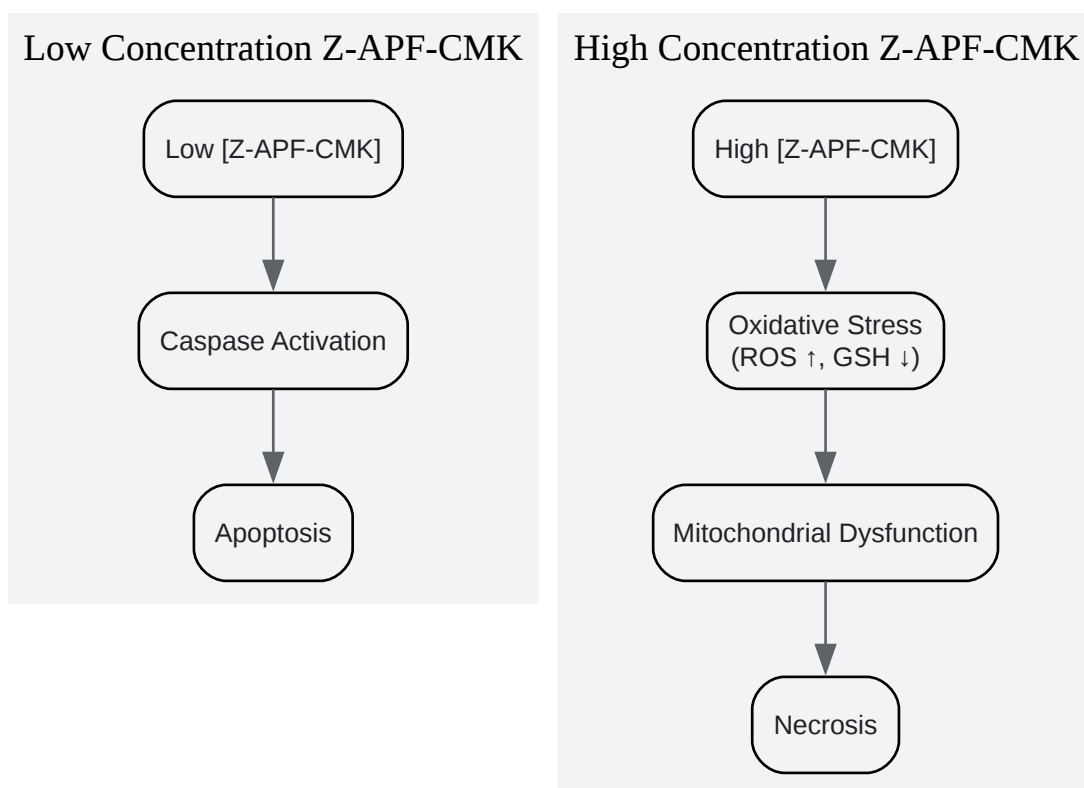 Low Concentration Z-APF-CMK
Low [Z-APF-CMK]
Caspase Activation
Apoptosis
High Concentration Z-APF-CMK
High [Z-APF-CMK]
Oxidative Stress
(ROS ↑, GSH ↓)
Mitochondrial Dysfunction
Necrosis